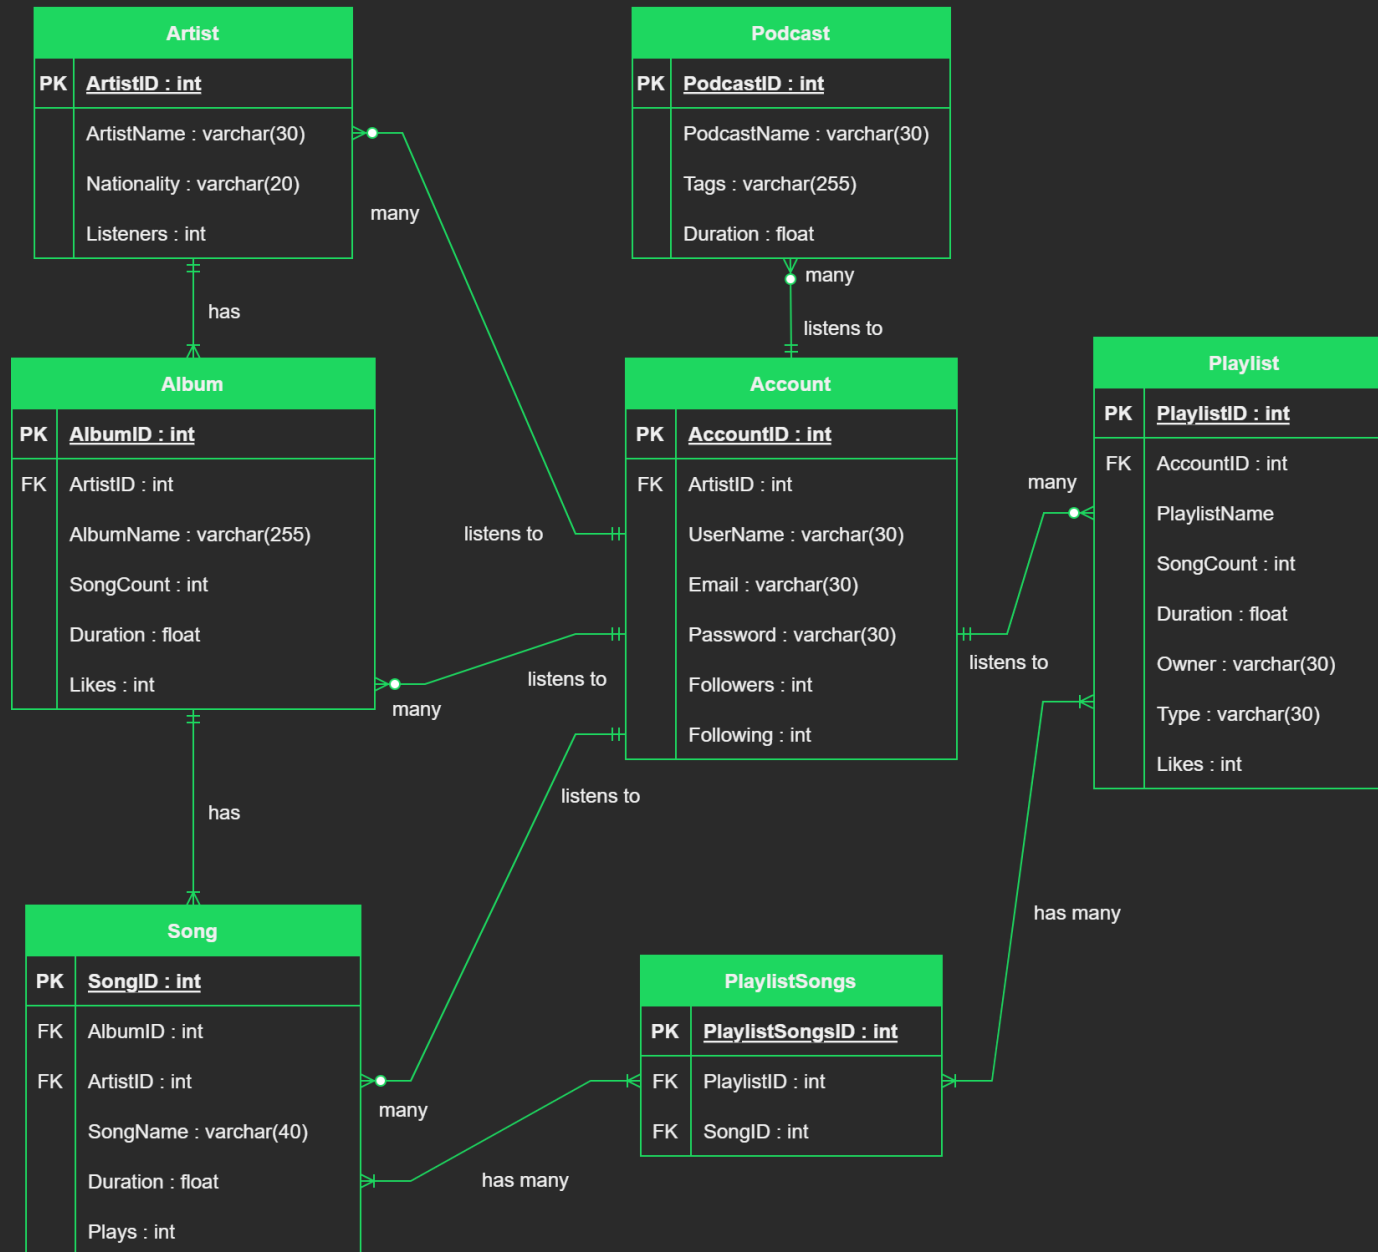 Artist
PK ArtistID : int
ArtistName : varchar(30)
Nationality : varchar(20)
Listeners : int
Podcast
PK PodcastID : int
PodcastName : varchar(30)
Tags : varchar(255)
Duration : float
many
many
has
listens to
Album
PK AlbumID : int
FK ArtistID : int
AlbumName : varchar(255)
SongCount : int
Duration : float
Likes : int
Account
PK AccountID : int
FK ArtistID : int
UserName : varchar(30)
Email : varchar(30)
Password : varchar(30)
Followers : int
Following : int
Playlist
PK PlaylistID : int
FK AccountID : int
PlaylistName
SongCount : int
Duration : float
Owner : varchar(30)
Type : varchar(30)
Likes : int
many
listens to
listens to
listens to
many
has
listens to
has many
Song
PK SongID : int
FK AlbumID : int
FK ArtistID : int
SongName : varchar(40)
Duration : float
Plays : int
PlaylistSongs
PK PlaylistSongsID : int
FK PlaylistID : int
FK SongID : int
many
has many